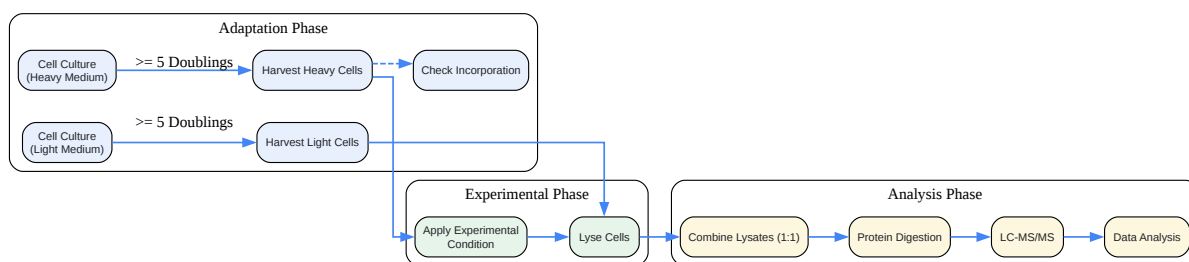 Adaptation Phase
Cell Culture
(Heavy Medium)
>= 5 Doublings
Harvest Heavy Cells
Check Incorporation
Cell Culture
(Light Medium)
>= 5 Doublings
Harvest Light Cells
Experimental Phase
Apply Experimental
Condition
Lyse Cells
Analysis Phase
Combine Lysates (1:1)
Protein Digestion
LC-MS/MS
Data Analysis